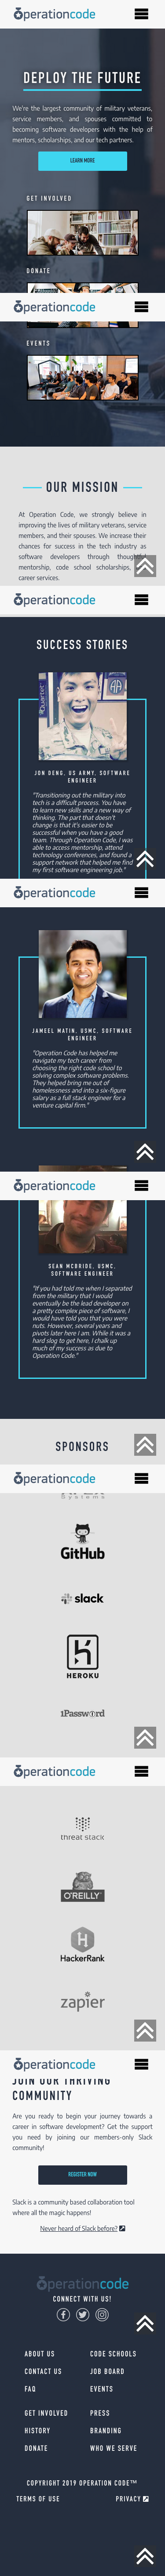 Operationcode
DEPLOY THE FUTURE
We're the largest community of military veterans,
service members, and spouses committed to
becoming software developers with the help of
mentors, scholarships, and our tech partners.
LEARN MORE
GET INVOLVED
DONATE
Operationcode
EVENTS
OUR MISSION
At Operation Code, we strongly believe in
improving the lives of military veterans, service
members, and their spouses. We increase their
chances for success in the tech industry as
software developers through thoughtful
mentorship, code school scholarships,
career services.
Operationcode
SUCCESS STORIES
JON DENG, US ARMY, SOFTWARE
ENGINEER
"Transitioning out the military into
tech is a difficult process. You have
to learn new skills and a new way of
thinking. The part that doesn't
change is that it's easier to be
successful when you have a good
team. Through Operation Code, I was
able to access mentorship, attend
technology conferences, and found a
support network that helped me find
my first software engineering job."
Operationcode
JAMEEL MATIN, USMC, SOFTWARE
ENGINEER
"Operation Code has helped me
navigate my tech career from
choosing the right code school to
solving complex software problems.
They helped bring me out of
homelessness and into a six-figure
salary as a full stack engineer for a
venture capital firm."
Operationcode
SEAN MCBRIDE, USMC,
SOFTWARE ENGINEER
"If you had told me when I separated
from the military that I would
eventually be the lead developer on
a pretty complex piece of software, I
would have told you that you were
nuts. However, several years and
pivots later here I am. While it was a
hard slog to get here, I chalk up
much of my success as due to
Operation Code."
SPONSORS
Operationcode
Systems
GitHub
slack
HEROKU
1Password
Operationcode
threat stack
O'REILLY
HackerRank
zapier
Operationcode
JOIN OUR THRIVING
COMMUNITY
Are you ready to begin your journey towards a
career in software development? Get the support
you need by joining our members-only Slack
community!
REGISTER NOW
Slack is a community based collaboration tool
where all the magic happens!
Never heard of Slack before?
Operationcode
CONNECT WITH US!
ABOUT US
CODE SCHOOLS
CONTACT US
JOB BOARD
FAQ
EVENTS
GET INVOLVED
PRESS
HISTORY
BRANDING
DONATE
WHO WE SERVE
COPYRIGHT 2019 OPERATION CODE™
TERMS OF USE
PRIVACY